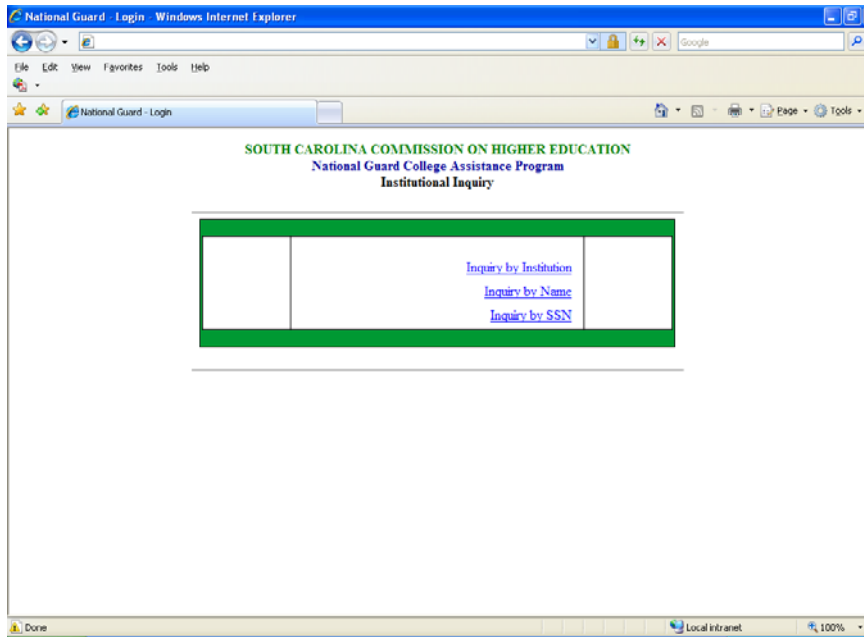 National Guard - Login - Windows Internet Explorer
Google
File Edit View Favorites Tools Help
National Guard - Login
Page Tools
SOUTH CAROLINA COMMISSION ON HIGHER EDUCATION
National Guard College Assistance Program
Institutional Inquiry
Inquiry by Institution
Inquiry by Name
Inquiry by SSN
Done Local intranet 100%